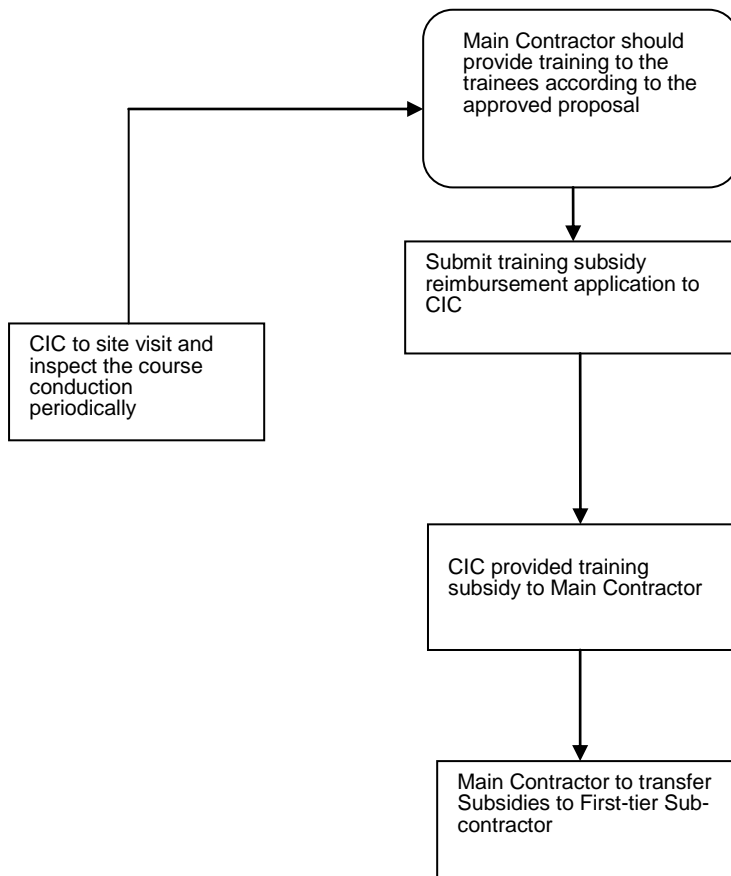 Main Contractor should
provide training to the
trainees according to the
approved proposal
Submit training subsidy
reimbursement application to
CIC
CIC to site visit and
inspect the course
conduction
periodically
CIC provided training
subsidy to Main Contractor
Main Contractor to transfer
Subsidies to First-tier Sub-
contractor